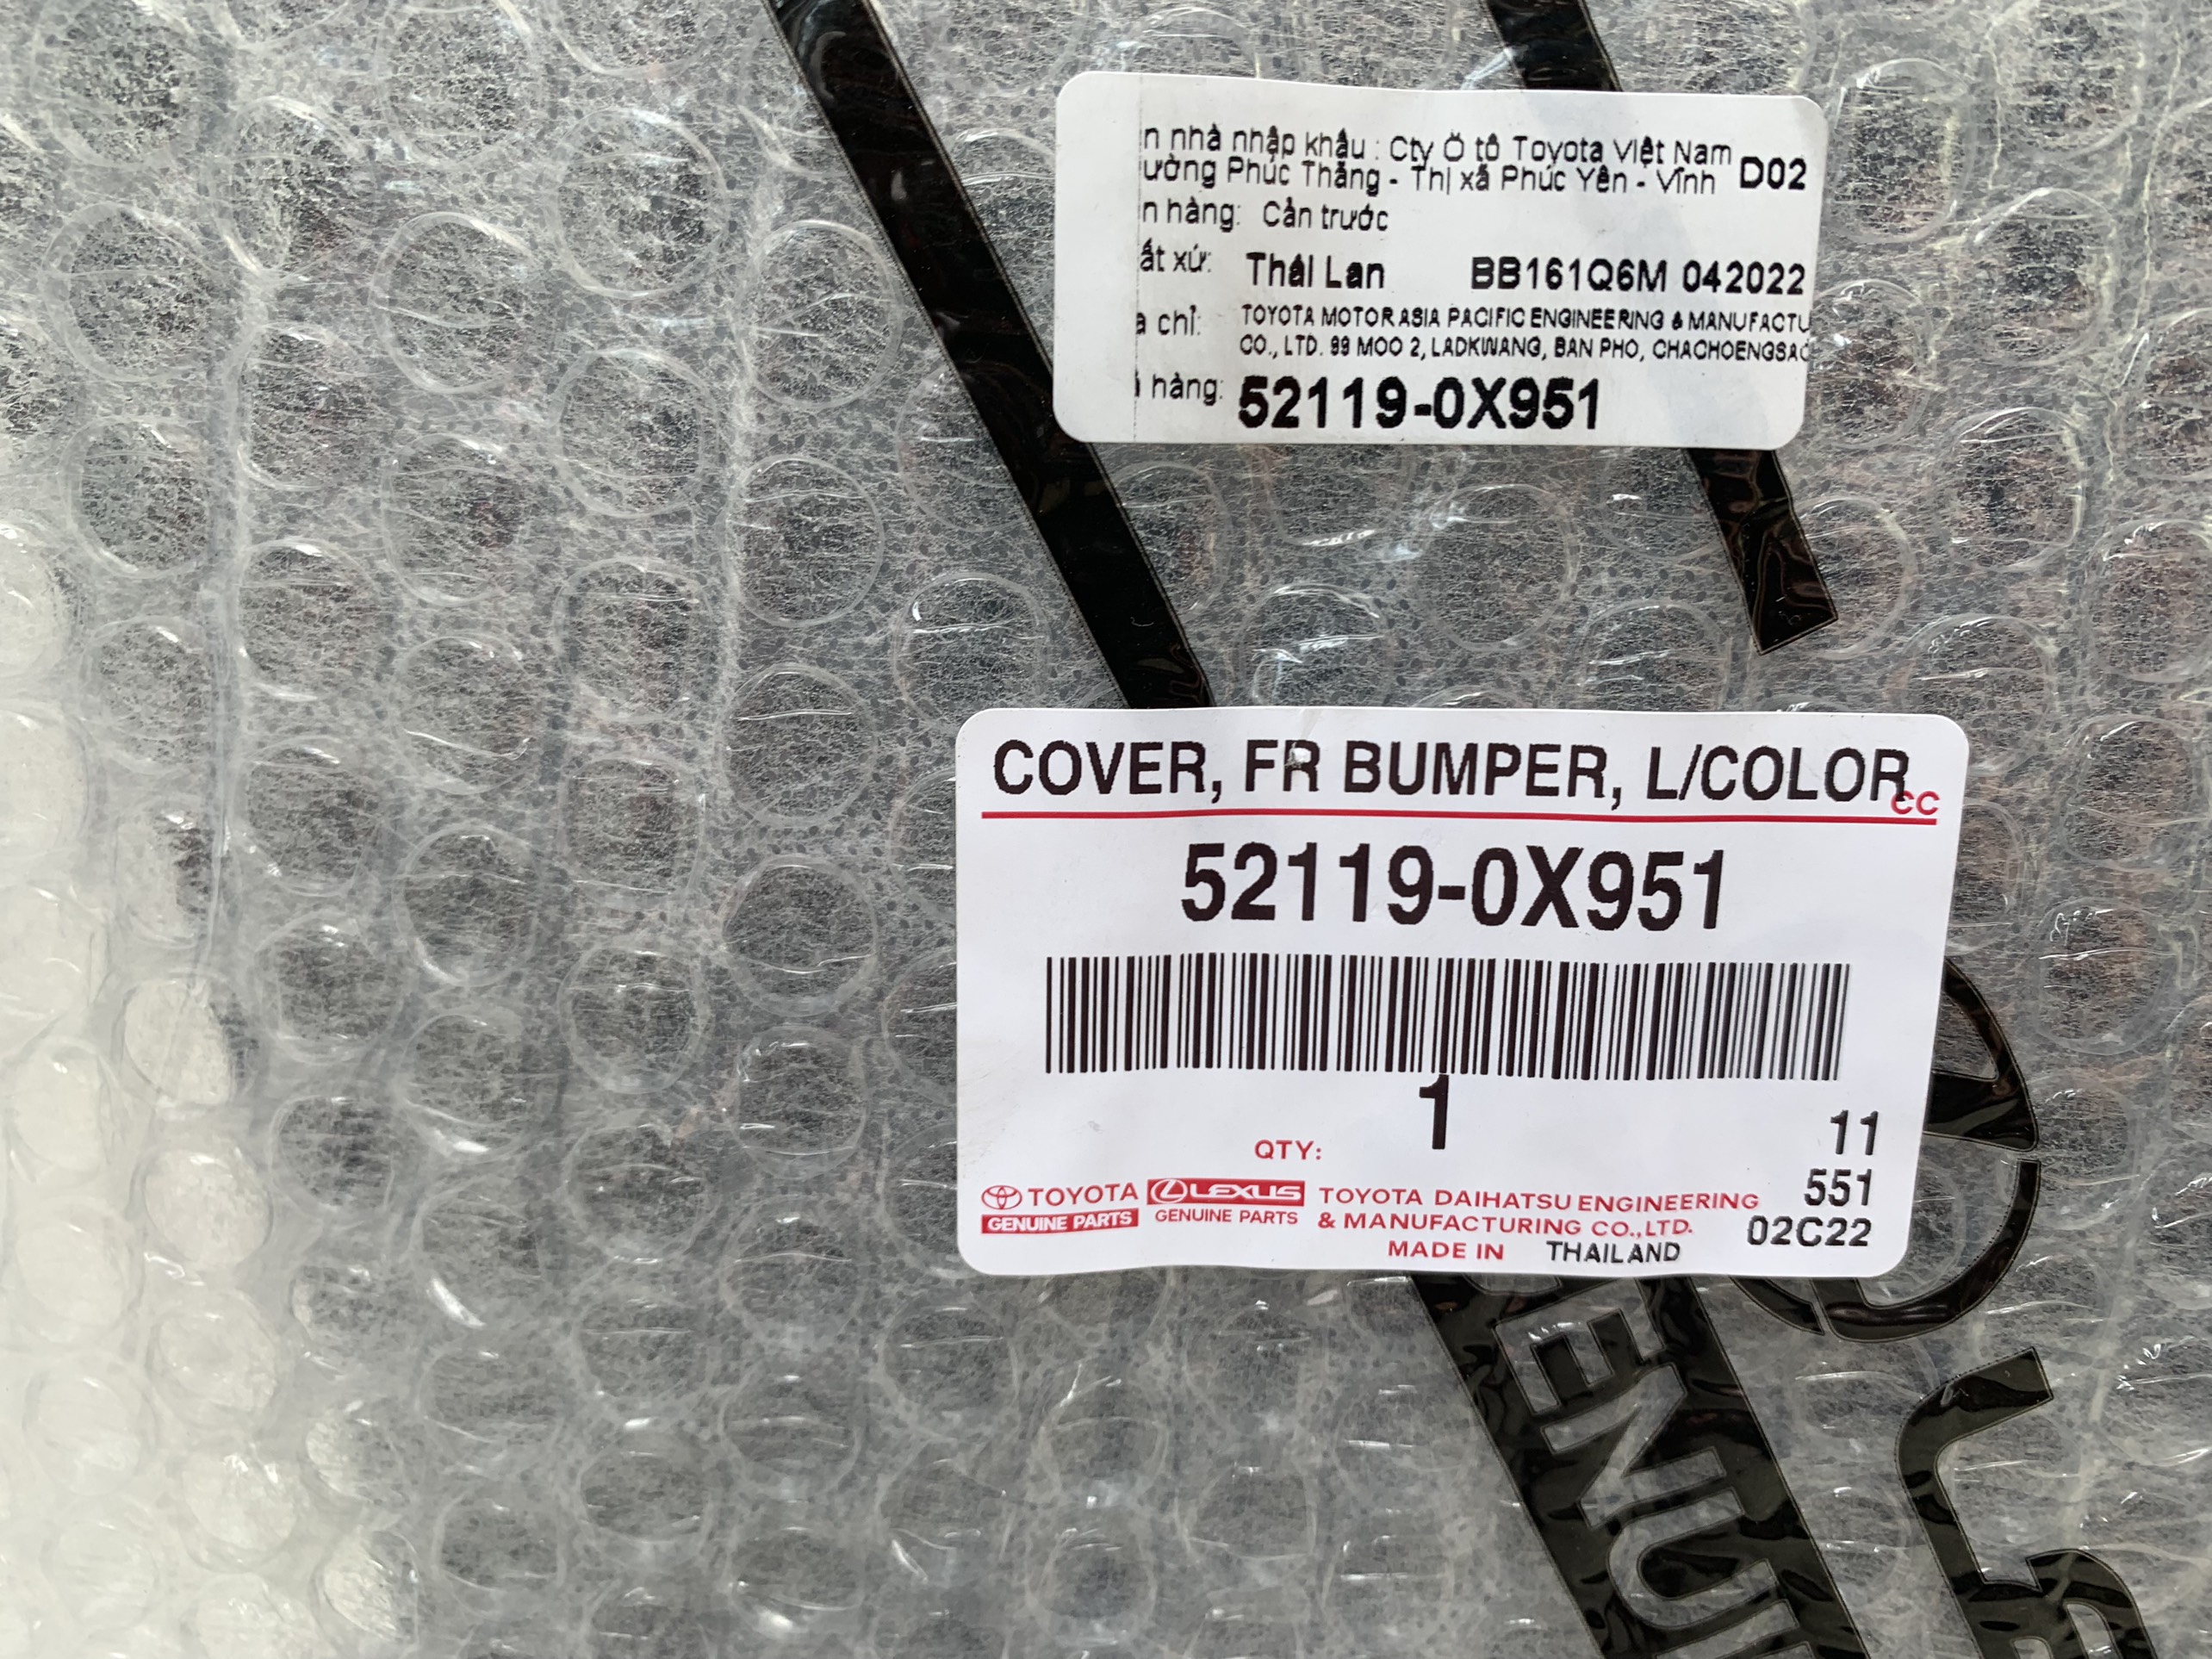 n nhà nhập khẩu : Cty Ô tô Toyota Việt Nam
ường Phúc Thắng - Thị xã Phúc Yên - Vĩnh D02
n hàng: Cản trước
ất xứ: Thái Lan BB161Q6M 042022
a chỉ: TOYOTA MOTOR ASIA PACIFIC ENGINEERING & MANUFACTU
CO., LTD. 99 MOO 2, LADKWANG, BAN PHO, CHACHOENGSAO
hàng: 52119-0X951
COVER, FR BUMPER, L/COLOR
CC
52119-0X951
1
QTY:
11
551
02C22
TOYOTA
GENUINE PARTS
LEXUS
GENUINE PARTS
TOYOTA DAIHATSU ENGINEERING
& MANUFACTURING CO.,LTD.
MADE IN THAILAND
ENUI